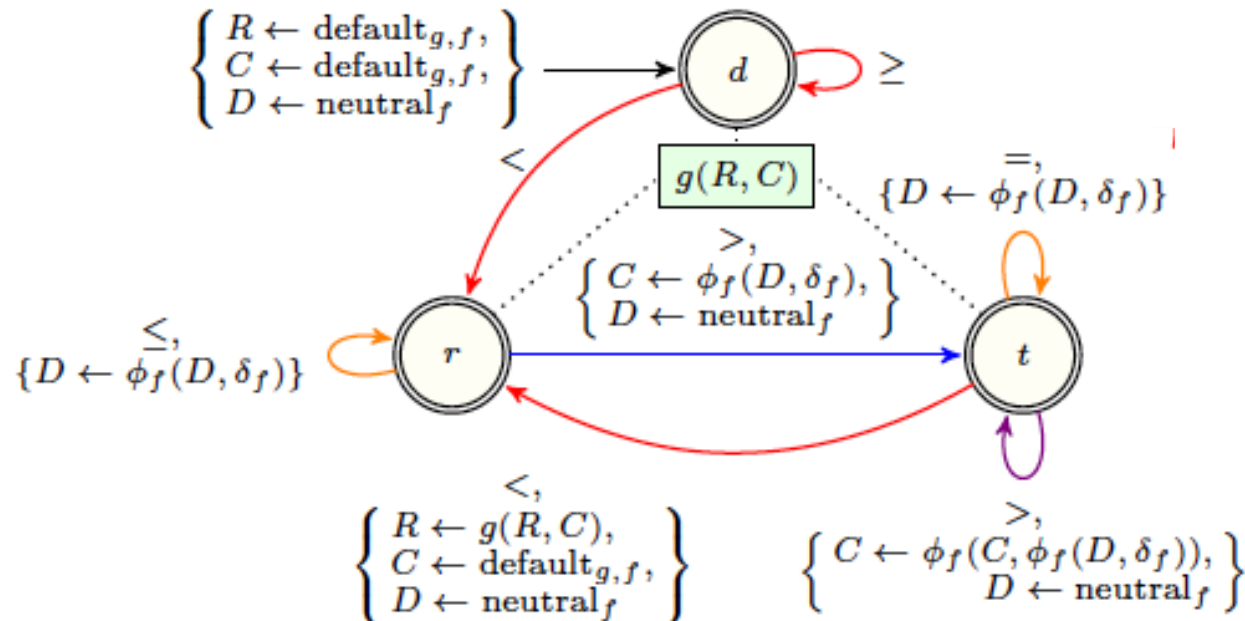 { R ← default_{g,f},
C ← default_{g,f},
D ← neutral_f }
d
≥
<
g(R, C)
=,
{D ← ϕ_f(D, δ_f)}
>,
{ C ← ϕ_f(D, δ_f),
D ← neutral_f }
≤,
{D ← ϕ_f(D, δ_f)}
r
t
<,
{ R ← g(R, C),
C ← default_{g,f},
D ← neutral_f }
>,
{ C ← ϕ_f(C, ϕ_f(D, δ_f)),
D ← neutral_f }